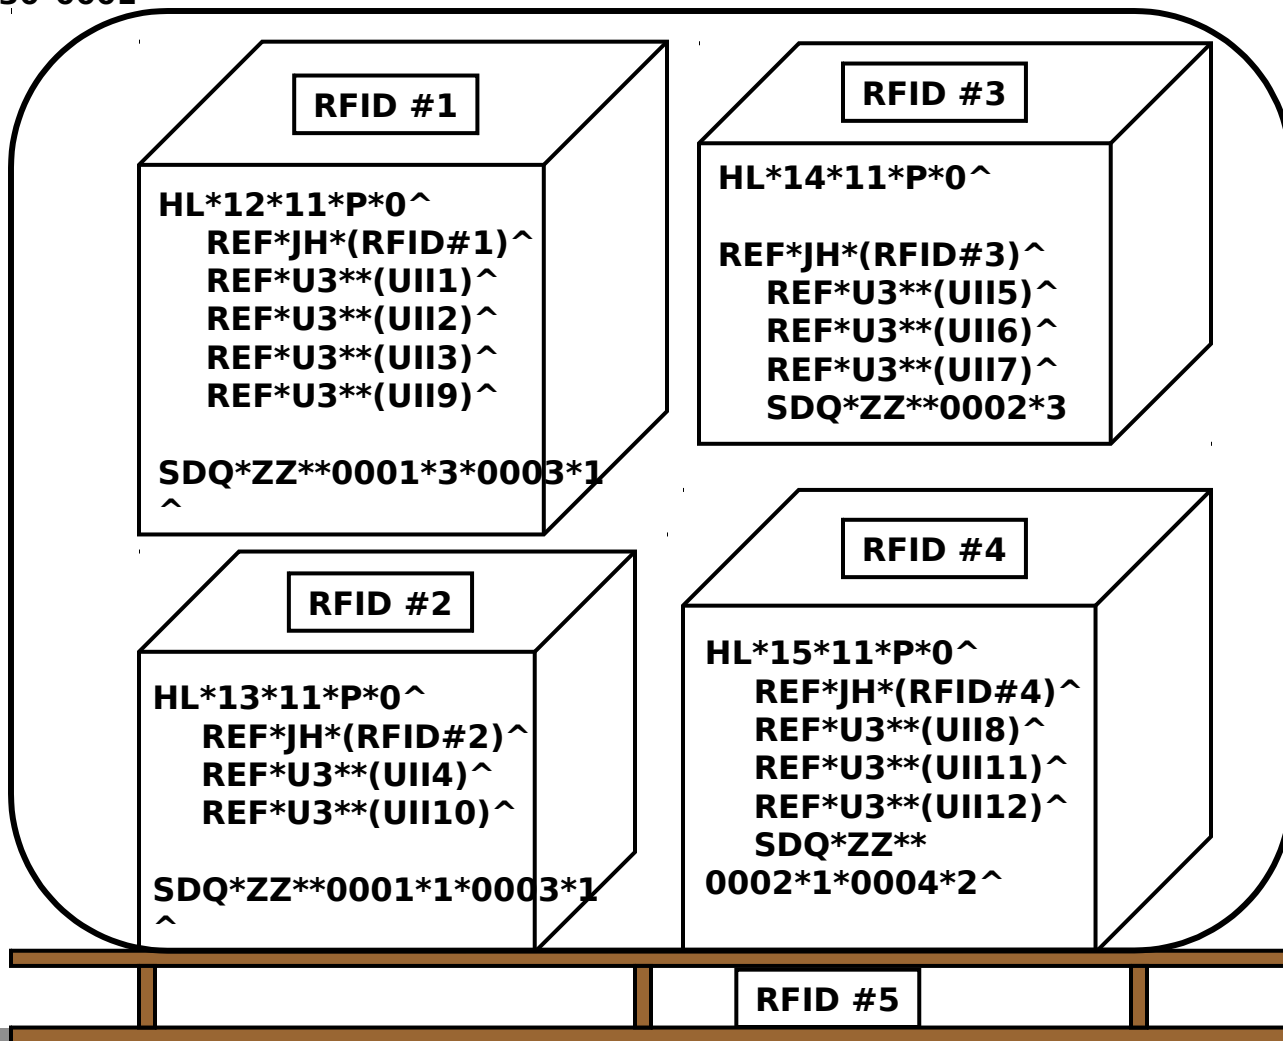 RFID #1
HL*12*11*P*0^
REF*JH*(RFID#1)^
REF*U3**(UII1)^
REF*U3**(UII2)^
REF*U3**(UII3)^
REF*U3**(UII9)^
SDQ*ZZ**0001*3*0003*1
^
RFID #2
HL*13*11*P*0^
REF*JH*(RFID#2)^
REF*U3**(UII4)^
REF*U3**(UII10)^
SDQ*ZZ**0001*1*0003*1
^
RFID #3
HL*14*11*P*0^
REF*JH*(RFID#3)^
REF*U3**(UII5)^
REF*U3**(UII6)^
REF*U3**(UII7)^
SDQ*ZZ**0002*3
RFID #4
HL*15*11*P*0^
REF*JH*(RFID#4)^
REF*U3**(UII8)^
REF*U3**(UII11)^
REF*U3**(UII12)^
SDQ*ZZ**
0002*1*0004*2^
RFID #5